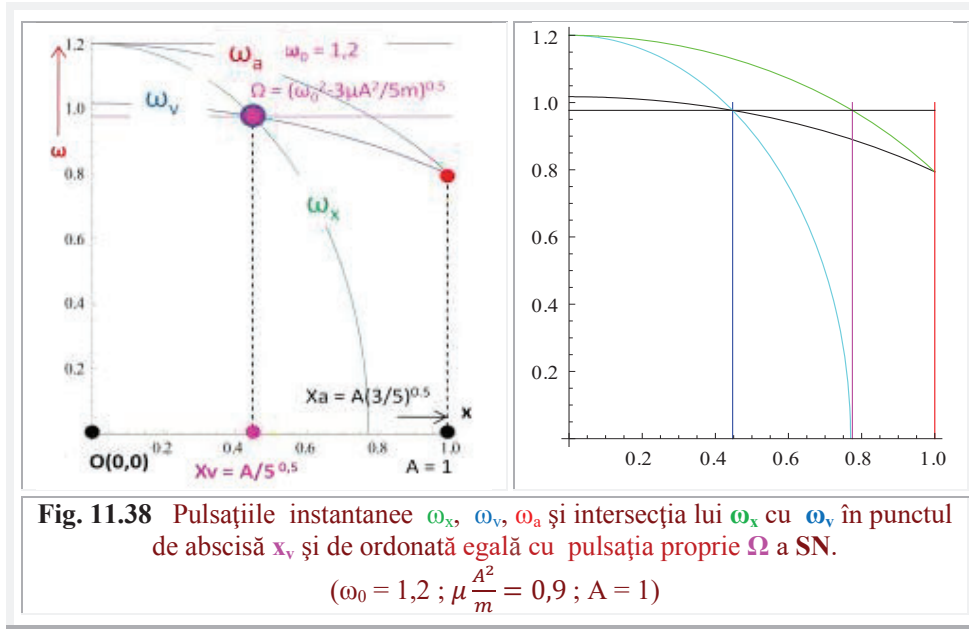 1.2
ωa
ω0 = 1,2
Ω = (ω0²-3μA²/5m)^0.5
ωv
1.0
ω
0.8
ωx
0.6
0.4
0.2
Xa = A(3/5)^0.5
x
0.2
0.6
0.8
1.0
O(0,0)
Xv = A/5^0,5
A = 1
1.2
1.0
0.8
0.6
0.4
0.2
0.2
0.4
0.6
0.8
1.0
Fig. 11.38 Pulsaţiile instantanee ωx, ωv, ωa şi intersecţia lui ωx cu ωv în punctul
de abscisă xv şi de ordonată egală cu pulsaţia proprie Ω a SN.
(ω0 = 1,2 ; μ A²/m = 0,9 ; A = 1)